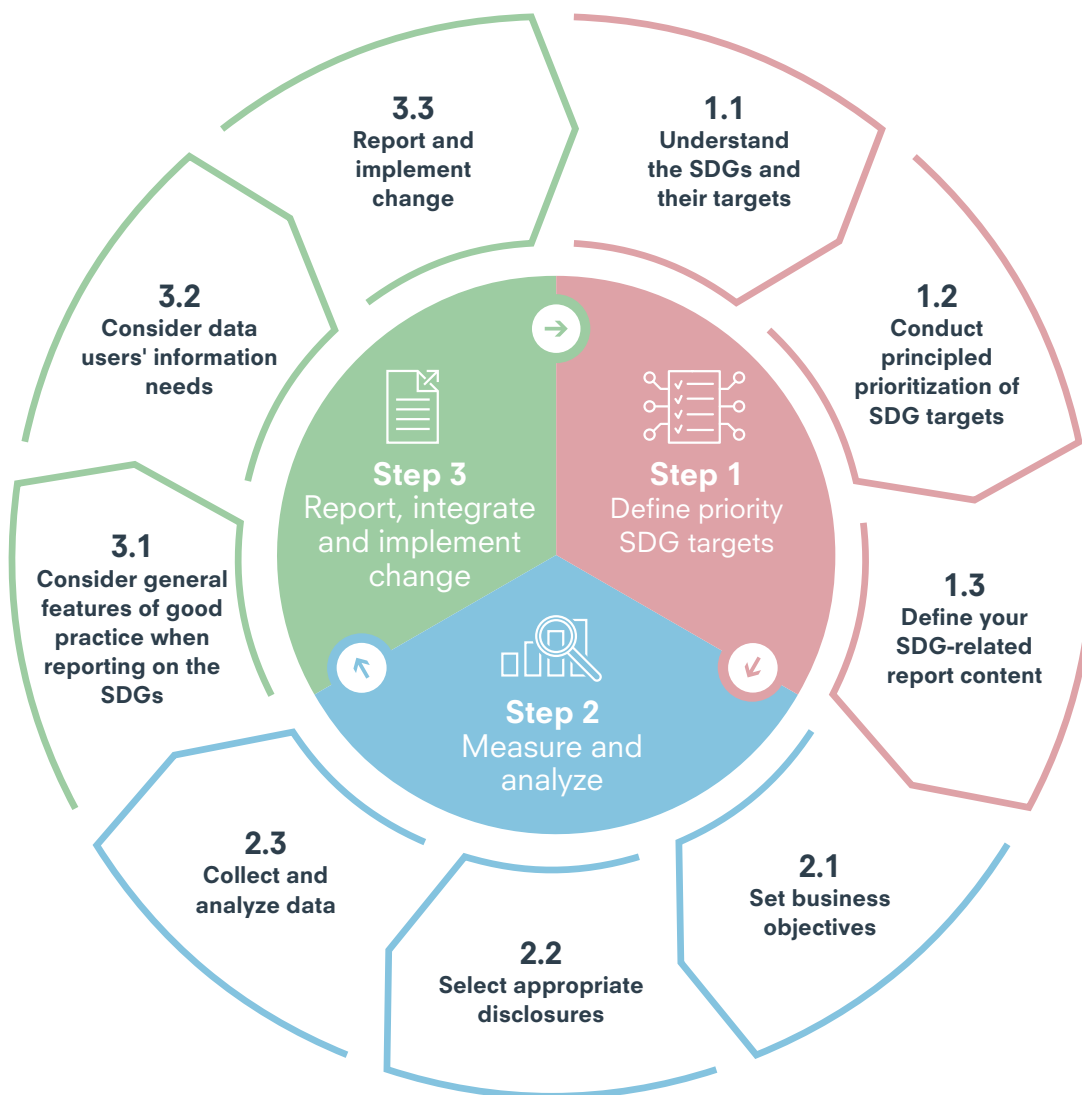 1.1
Understand
the SDGs and
their targets
1.2
Conduct
principled
prioritization of
SDG targets
1.3
Define your
SDG-related
report content
2.1
Set business
objectives
2.2
Select appropriate
disclosures
2.3
Collect and
analyze data
3.1
Consider general
features of good
practice when
reporting on the
SDGs
3.2
Consider data
users' information
needs
3.3
Report and
implement
change
Step 1
Define priority
SDG targets
Step 2
Measure and
analyze
Step 3
Report, integrate
and implement
change